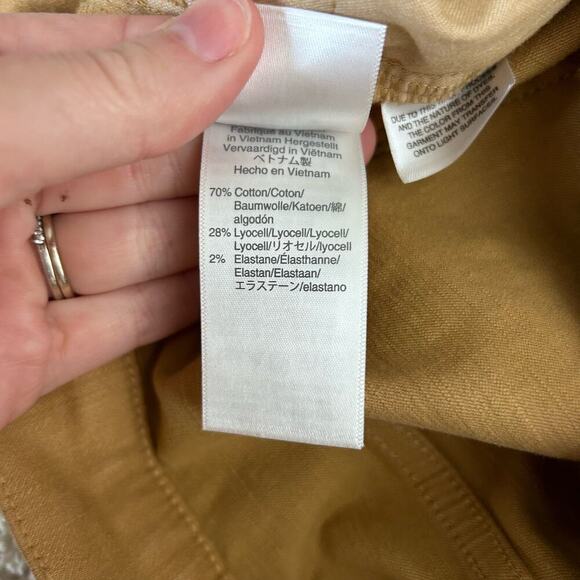 Fabriqué au Vietnam
in Vietnam Hergestellt
Vervaardigd in Viëtnam
ベトナム製
Hecho en Vietnam
70% Cotton/Coton/
Baumwolle/Katoen/綿/
algodón
28% Lyocell/Lyocell/Lyocell/
Lyocell/リオセル/lyocell
2% Elastane/Élasthanne/
Elastan/Elastaan/
エラステーン/elastano
DUE TO THE
AND THE NATURE OF DYES,
THE COLOR FROM THIS
GARMENT MAY TRANSFER
ONTO LIGHT SURFACES.